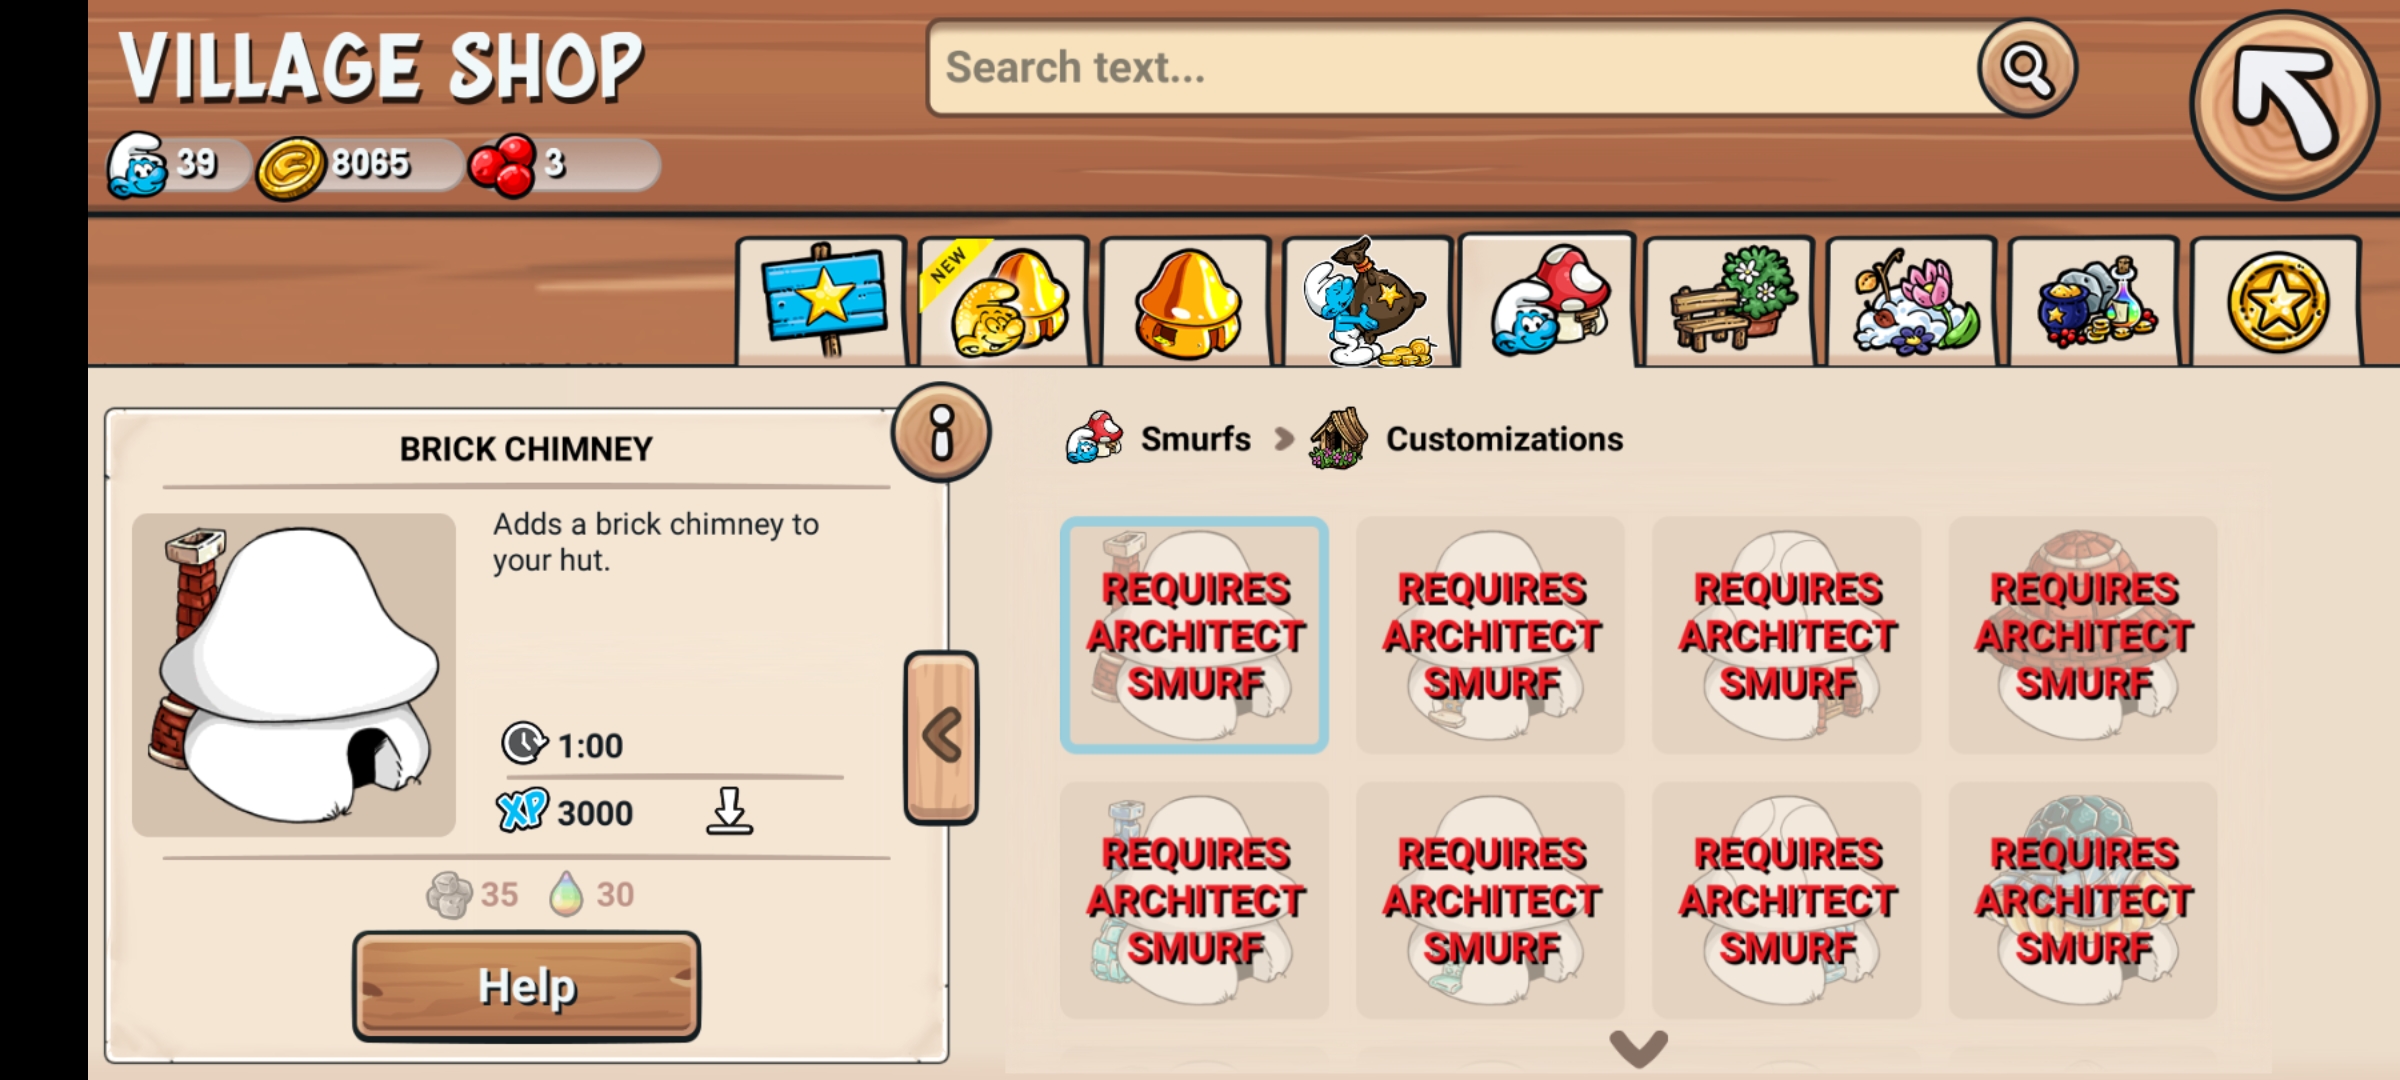 VILLAGE SHOP
Search text...
39
8065
3
NEW
BRICK CHIMNEY
Adds a brick chimney to
your hut.
1:00
XP 3000
35
30
Help
Smurfs
Customizations
REQUIRES
ARCHITECT
SMURF
REQUIRES
ARCHITECT
SMURF
REQUIRES
ARCHITECT
SMURF
REQUIRES
ARCHITECT
SMURF
REQUIRES
ARCHITECT
SMURF
REQUIRES
ARCHITECT
SMURF
REQUIRES
ARCHITECT
SMURF
REQUIRES
ARCHITECT
SMURF